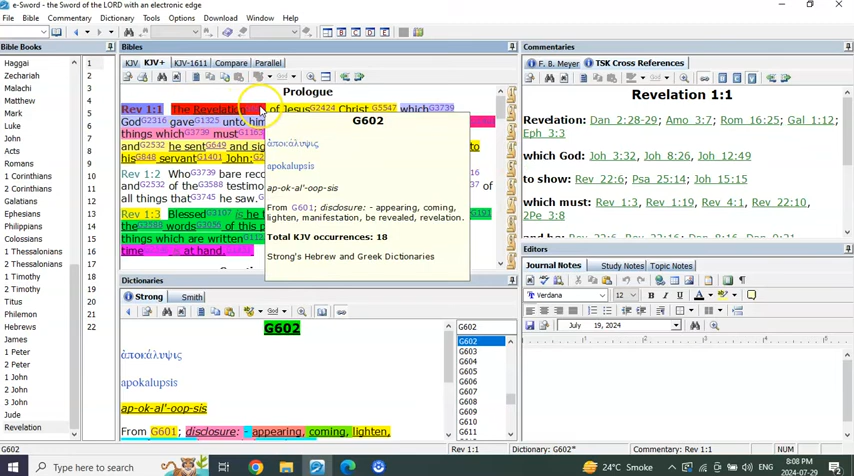 e-Sword - the Sword of the LORD with an electronic edge
File Bible Commentary Dictionary Tools Options Download Window Help
Bible Books
Haggai
Zechariah
Malachi
Matthew
Mark
Luke
John
Acts
Romans
1 Corinthians
2 Corinthians
Galatians
Ephesians
Philippians
Colossians
1 Thessalonians
2 Thessalonians
1 Timothy
2 Timothy
Titus
Philemon
Hebrews
James
1 Peter
2 Peter
1 John
2 John
3 John
Jude
Revelation
1
2
3
4
5
6
7
8
9
10
11
12
13
14
15
16
17
18
19
20
21
22
Bibles
KJV KJV+ KJV-1611 Compare Parallel
Prologue
Rev 1:1 The Revelation of Jesus G2424 Christ, G5547 which G3739
God G2316 gave G1325 unto him
things which G3739 must G1163
and G2532 he sent G649 and sig to
his G848 servant G1401 John:
Rev 1:2 Who G3739 bare reco
and G2532 of the G3588 testimo of
all things that G3745 he saw.
Rev 1:3 Blessed G3107 is he t G191
the G3588 words G3056 of this
things which are written
time is at hand.
G602
ἀποκάλυψις
apokalupsis
ap-ok-al'-oop-sis
From G601; disclosure: - appearing, coming,
lighten, manifestation, be revealed, revelation.
Total KJV occurrences: 18
Strong's Hebrew and Greek Dictionaries
Dictionaries
Strong Smith
G602
ἀποκάλυψις
apokalupsis
ap-ok-al'-oop-sis
From G601; disclosure: - appearing, coming, lighten,
G602
G602
G603
G604
G605
G606
G607
G608
G609
G610
G611
Commentaries
F. B. Meyer TSK Cross References
Revelation 1:1
Revelation: Dan 2:28-29; Amo 3:7; Rom 16:25; Gal 1:12;
Eph 3:3
which God: Joh 3:32, Joh 8:26, Joh 12:49
to show: Rev 22:6; Psa 25:14; Joh 15:15
which must: Rev 1:3, Rev 1:19; Rev 4:1; Rev 22:10;
2Pe 3:8
Editors
Journal Notes Study Notes Topic Notes
Verdana 12 B I U A
July 19, 2024
G602 Rev 1:1 Dictionary: G602* Commentary: Rev 1:1 NUM
Type here to search 24°C Smoke ENG 8:08 PM
2024-07-29